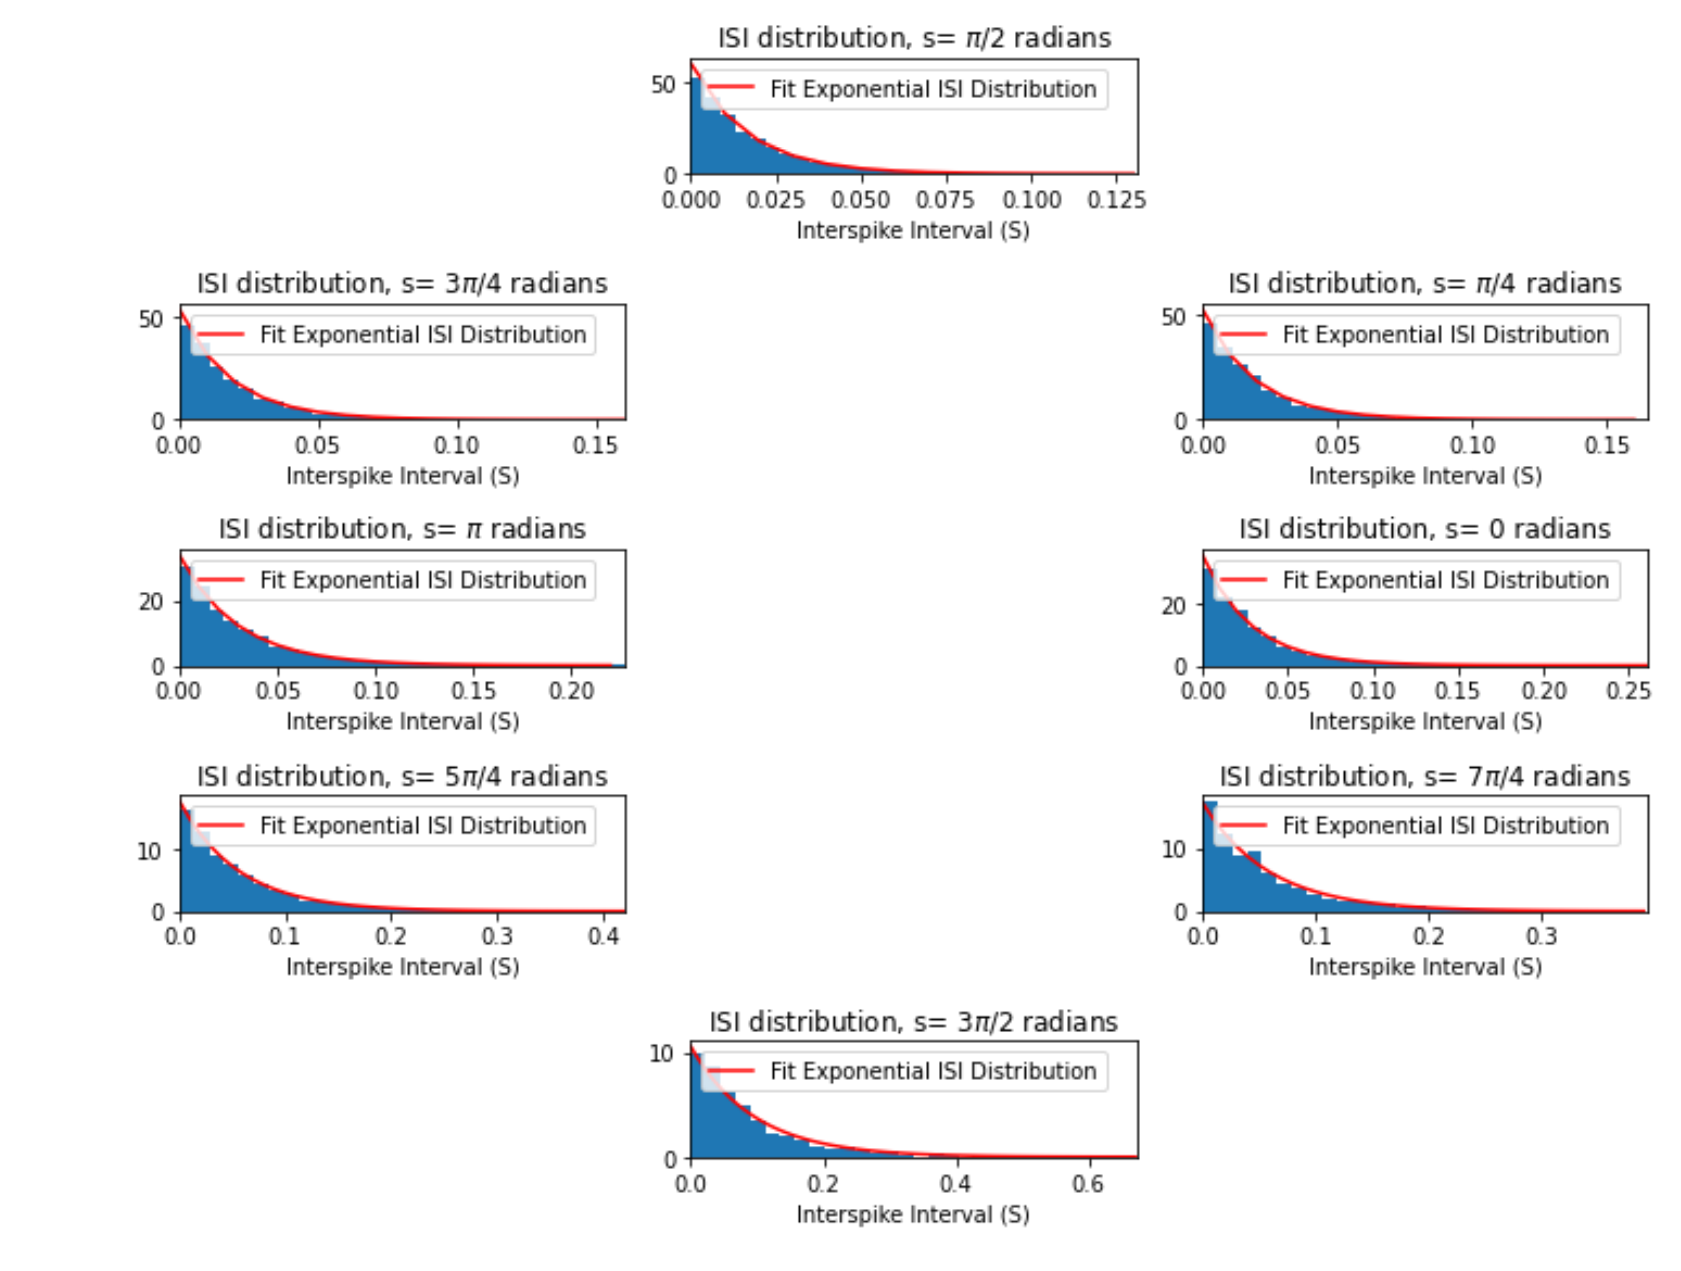 ISI distribution, s= π/2 radians
50
Fit Exponential ISI Distribution
0
0.000 0.025 0.050 0.075 0.100 0.125
Interspike Interval (S)
ISI distribution, s= 3π/4 radians
50
Fit Exponential ISI Distribution
0
0.00 0.05 0.10 0.15
Interspike Interval (S)
ISI distribution, s= π/4 radians
50
Fit Exponential ISI Distribution
0
0.00 0.05 0.10 0.15
Interspike Interval (S)
ISI distribution, s= π radians
Fit Exponential ISI Distribution
20
0
0.00 0.05 0.10 0.15 0.20
Interspike Interval (S)
ISI distribution, s= 0 radians
Fit Exponential ISI Distribution
20
0
0.00 0.05 0.10 0.15 0.20 0.25
Interspike Interval (S)
ISI distribution, s= 5π/4 radians
Fit Exponential ISI Distribution
10
0
0.0 0.1 0.2 0.3 0.4
Interspike Interval (S)
ISI distribution, s= 7π/4 radians
Fit Exponential ISI Distribution
10
0
0.0 0.1 0.2 0.3
Interspike Interval (S)
ISI distribution, s= 3π/2 radians
10
Fit Exponential ISI Distribution
0
0.0 0.2 0.4 0.6
Interspike Interval (S)